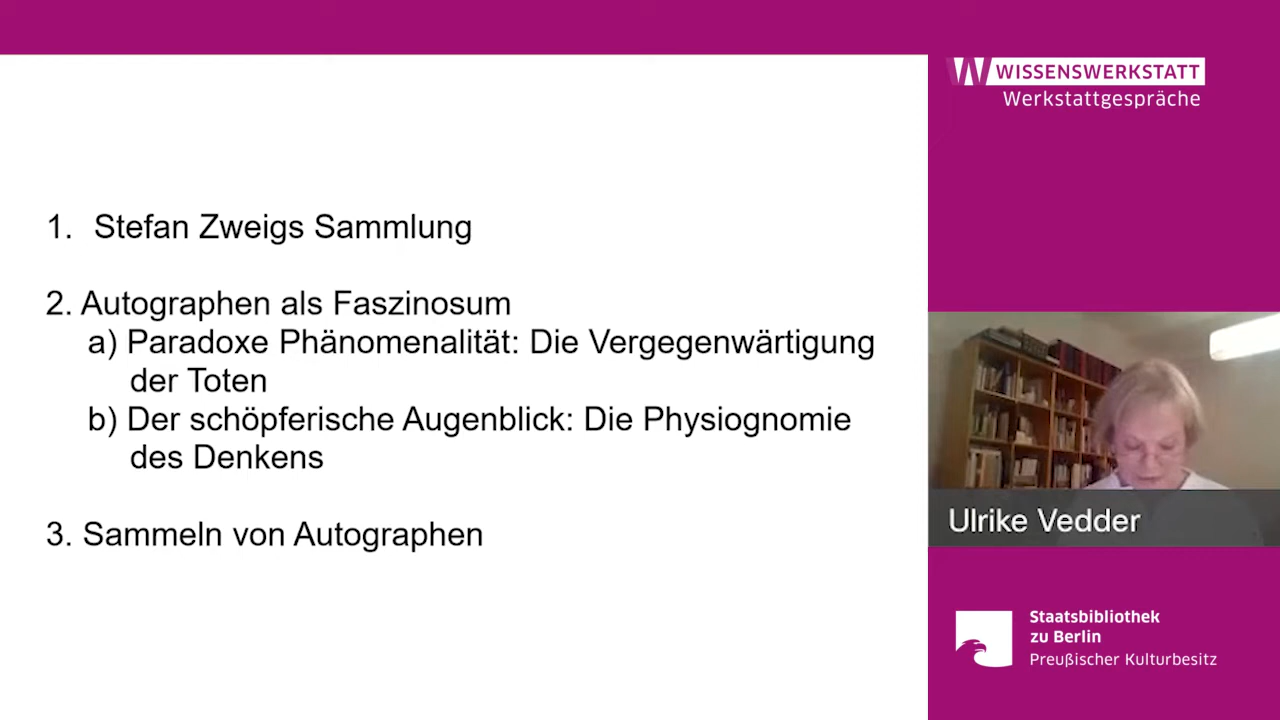 WISSENSWERKSTATT
Werkstattgespräche
1. Stefan Zweigs Sammlung
2. Autographen als Faszinosum
a) Paradoxe Phänomenalität: Die Vergegenwärtigung
der Toten
b) Der schöpferische Augenblick: Die Physiognomie
des Denkens
3. Sammeln von Autographen
Ulrike Vedder
Staatsbibliothek
zu Berlin
Preußischer Kulturbesitz